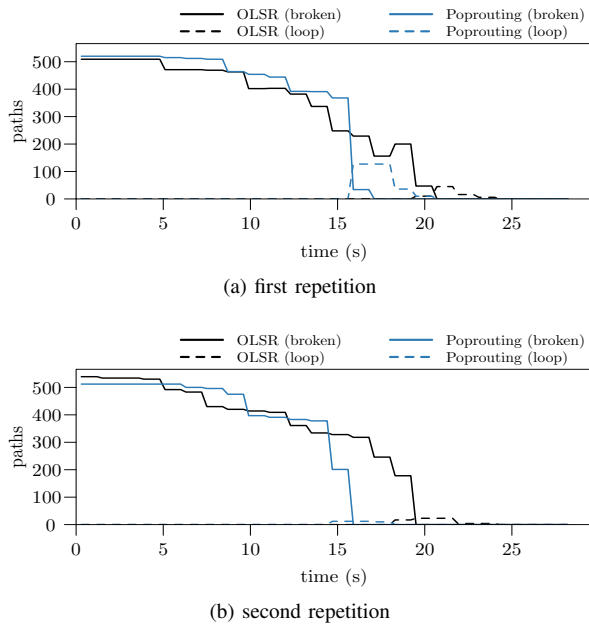 OLSR (broken) Poprouting (broken)
OLSR (loop) Poprouting (loop)
500
400
300
200
100
0
paths
0 5 10 15 20 25
time (s)
(a) first repetition
OLSR (broken) Poprouting (broken)
OLSR (loop) Poprouting (loop)
500
400
300
200
100
0
paths
0 5 10 15 20 25
time (s)
(b) second repetition